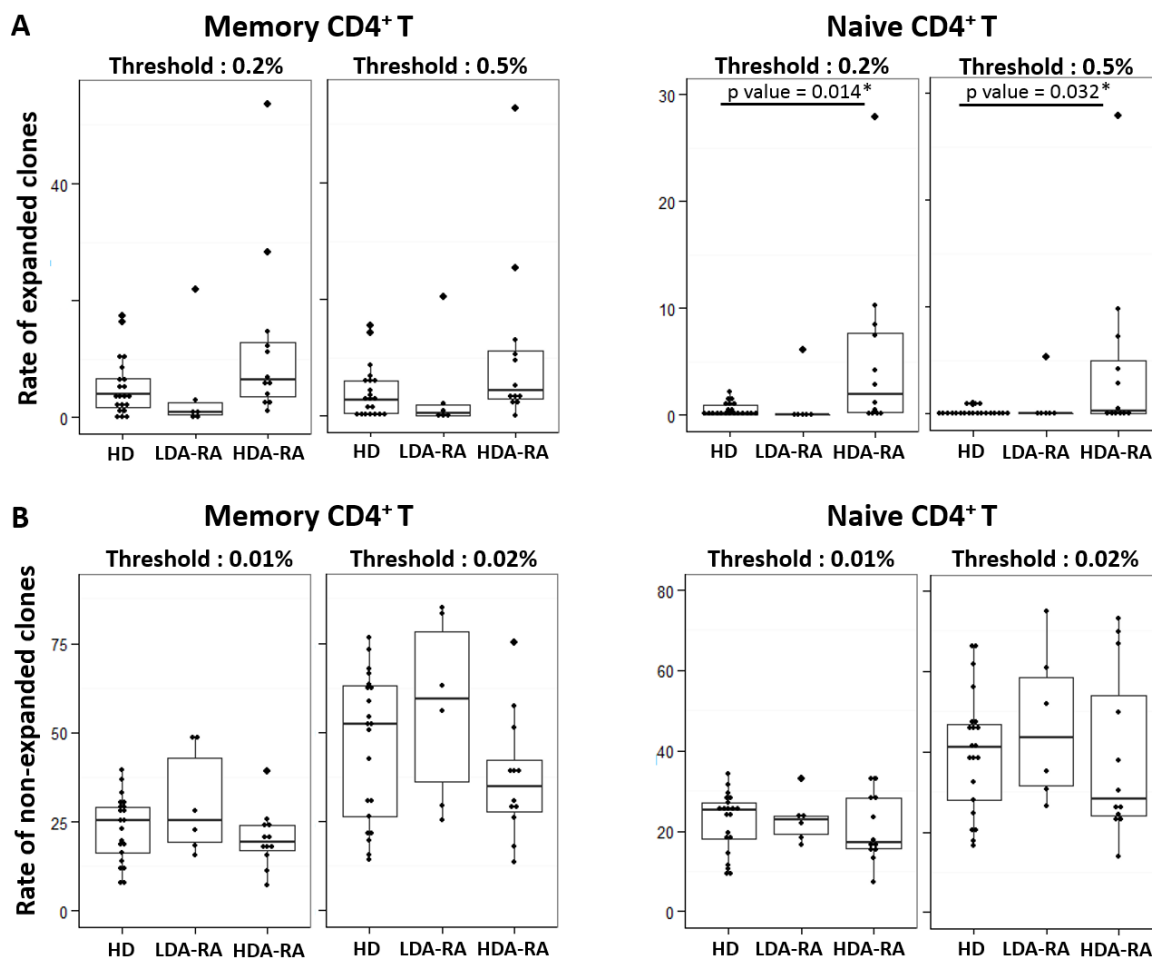 A
Memory CD4+ T
Naive CD4+ T
Threshold : 0.2%
Threshold : 0.5%
Threshold : 0.2%
Threshold : 0.5%
p value = 0.014*
p value = 0.032*
Rate of expanded clones
40
0
30
20
10
0
HD
LDA-RA
HDA-RA
HD
LDA-RA
HDA-RA
HD
LDA-RA
HDA-RA
HD
LDA-RA
HDA-RA
B
Memory CD4+ T
Naive CD4+ T
Threshold : 0.01%
Threshold : 0.02%
Threshold : 0.01%
Threshold : 0.02%
Rate of non-expanded clones
75
50
25
0
80
60
40
20
0
HD
LDA-RA
HDA-RA
HD
LDA-RA
HDA-RA
HD
LDA-RA
HDA-RA
HD
LDA-RA
HDA-RA